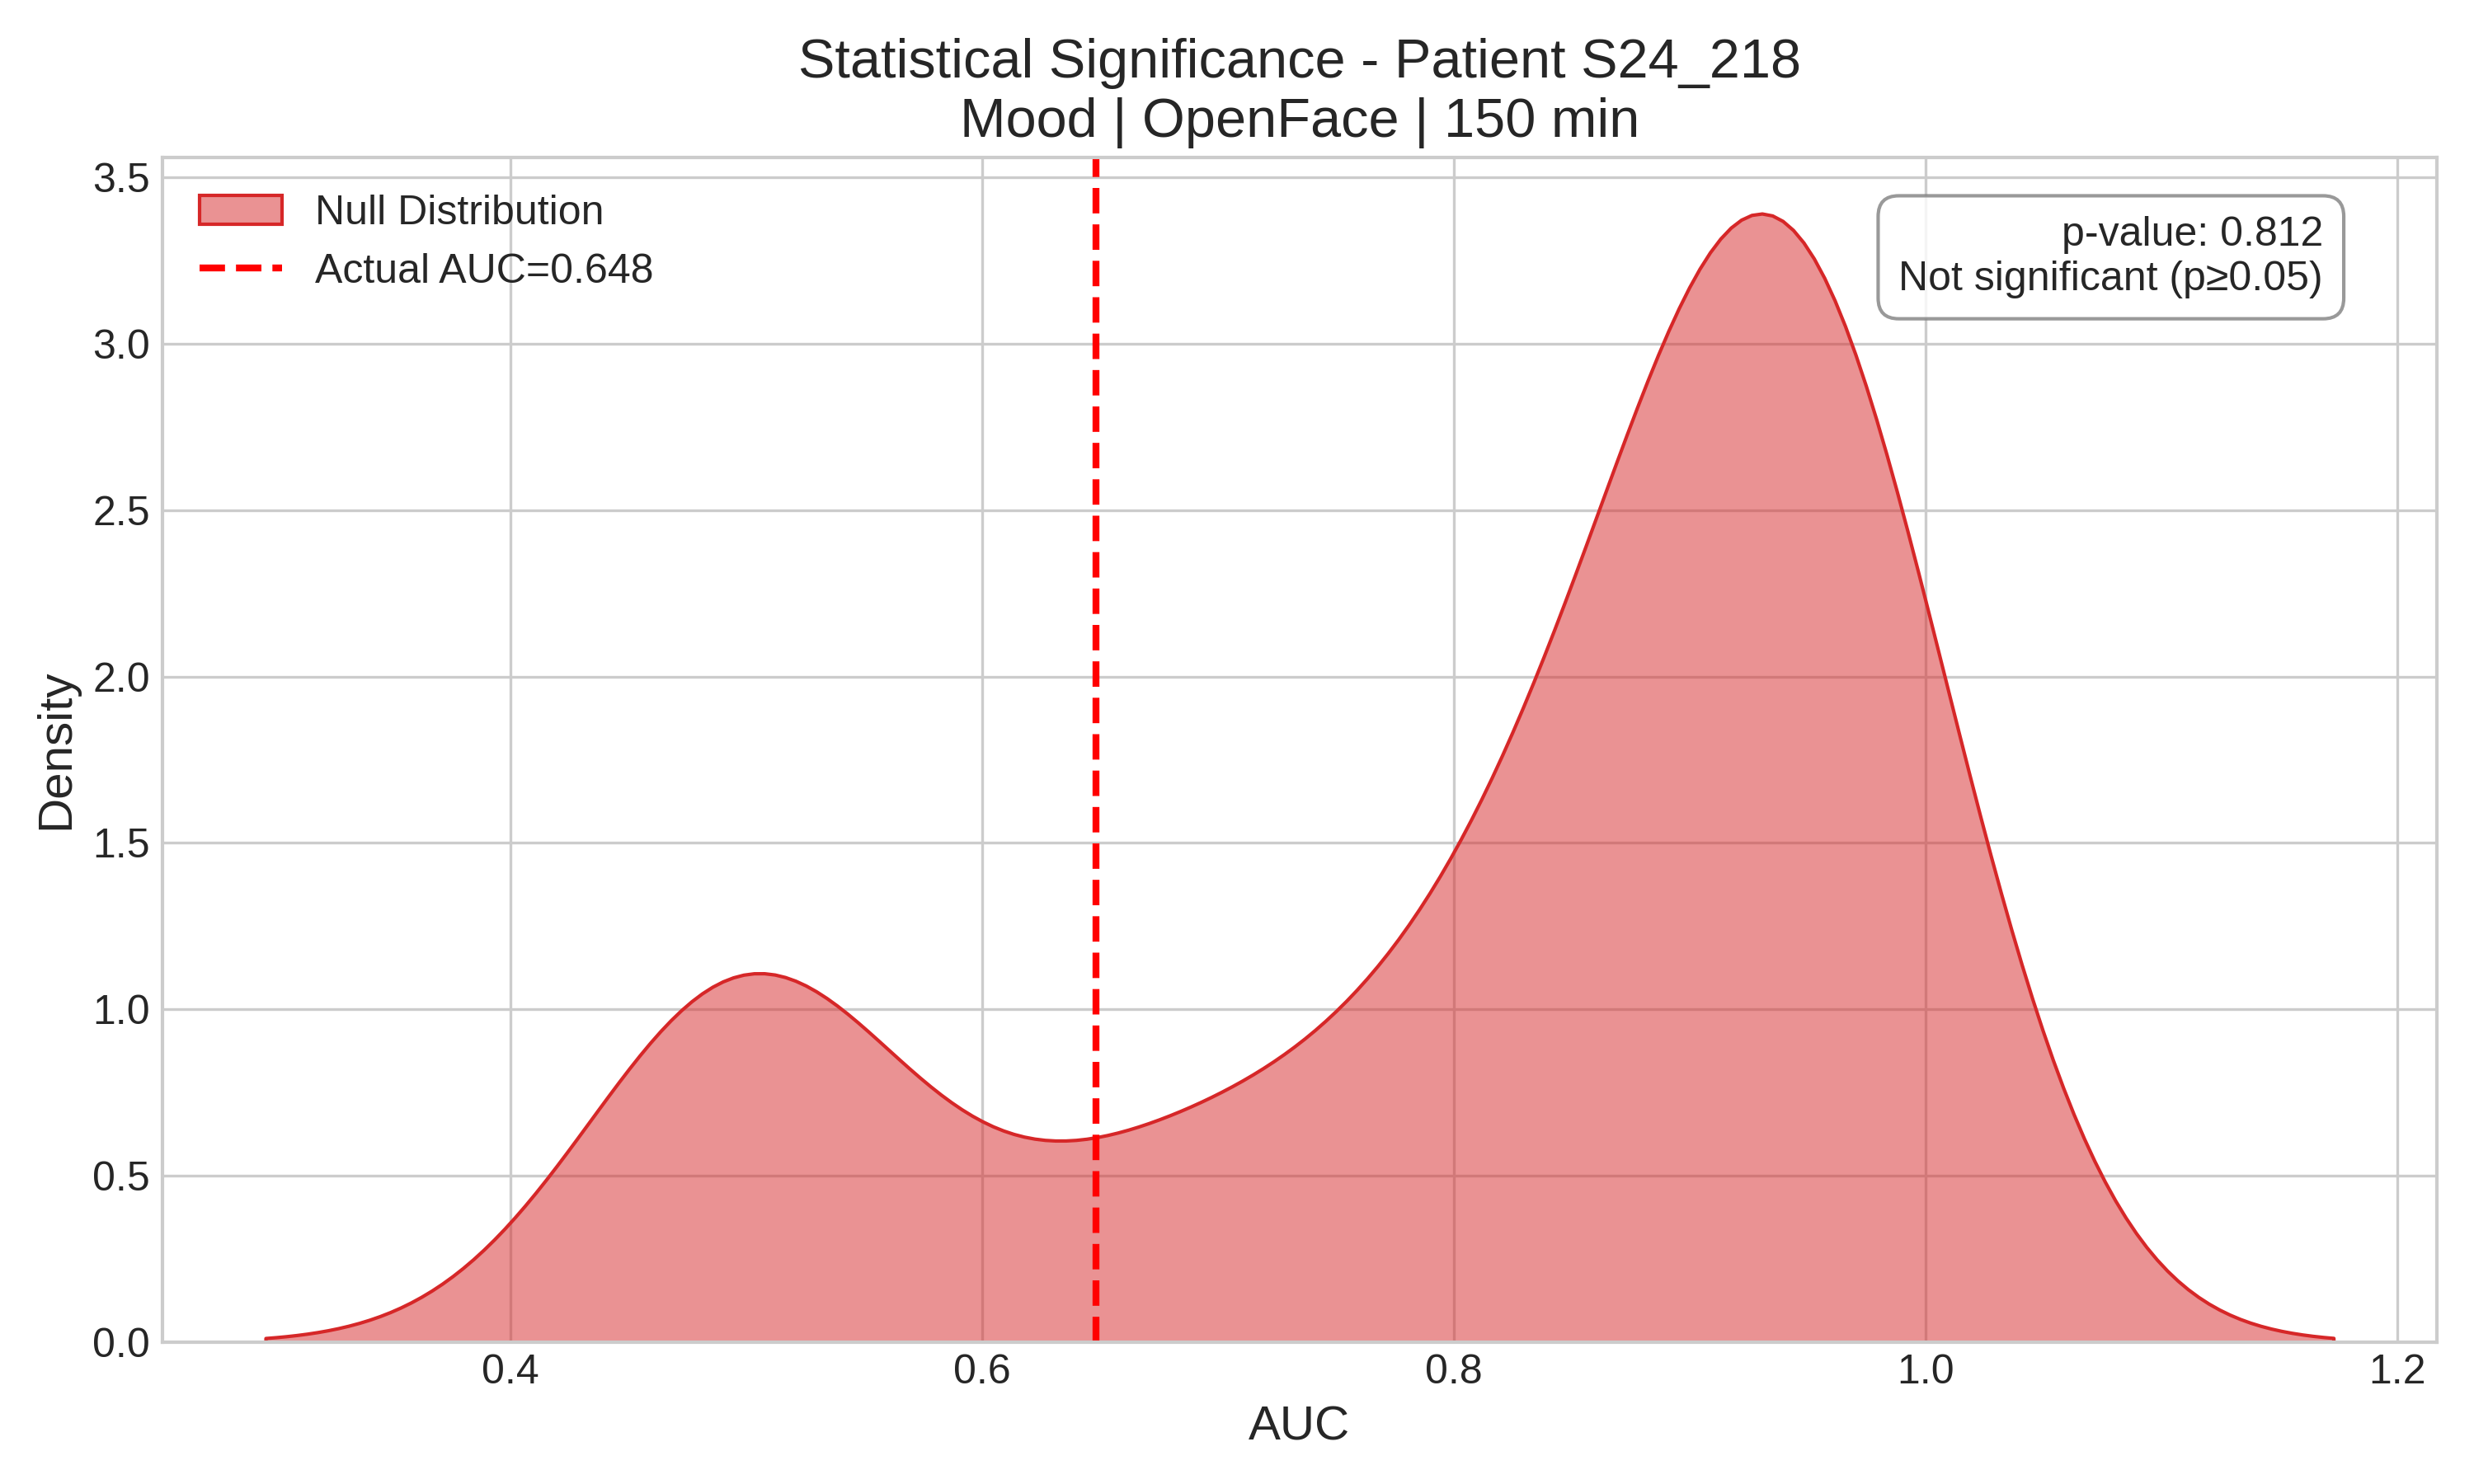 Statistical Significance - Patient S24_218
Mood | OpenFace | 150 min
Null Distribution
Actual AUC=0.648
p-value: 0.812
Not significant (p≥0.05)
Density
3.5
3.0
2.5
2.0
1.5
1.0
0.5
0.0
0.4
0.6
0.8
1.0
1.2
AUC